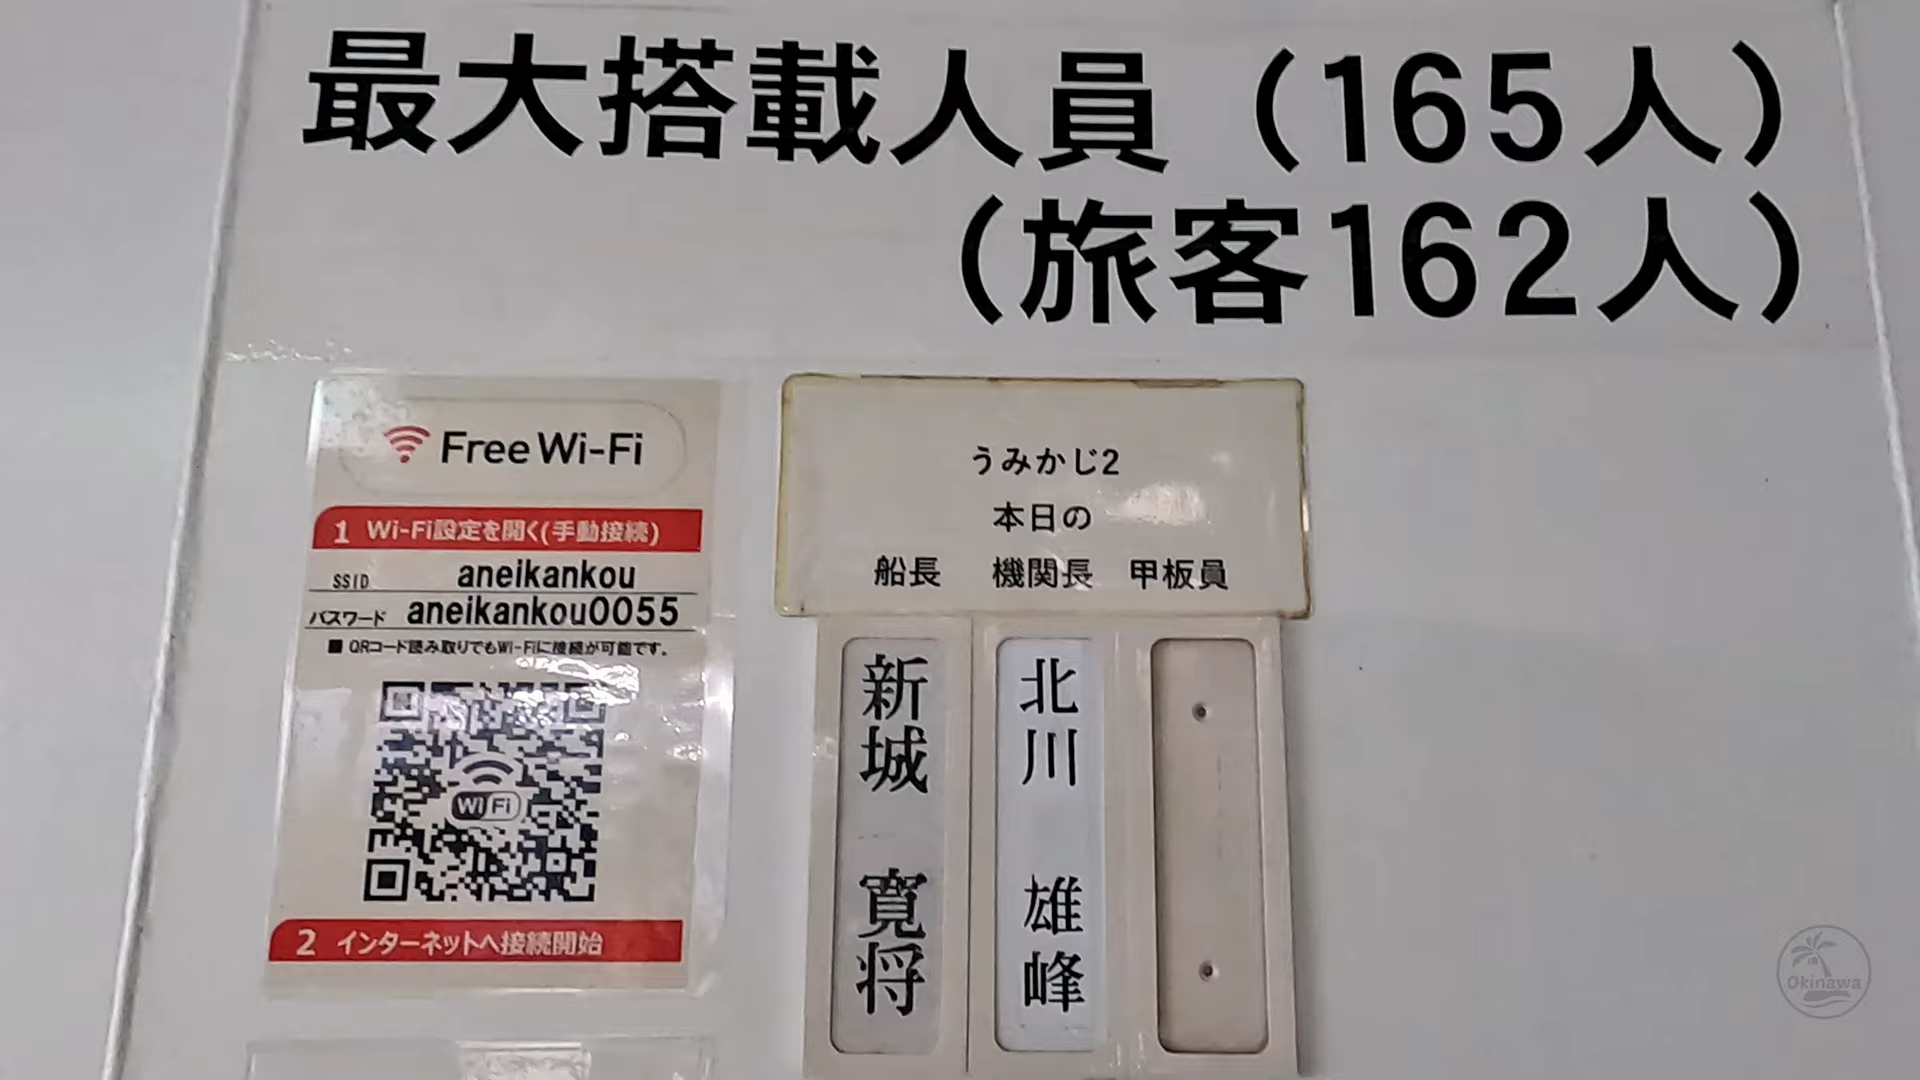 最大搭載人員（165人）
（旅客162人）
Free Wi-Fi
1 Wi-Fi設定を開く(手動接続)
SSID aneikankou
パスワード aneikankou0055
■ QRコード読み取りでもWi-Fiに接続が可能です。
Wi Fi
2 インターネットへ接続開始
うみかじ2
本日の
船長 機関長 甲板員
新城 寛将
北川 雄峰
Okinawa